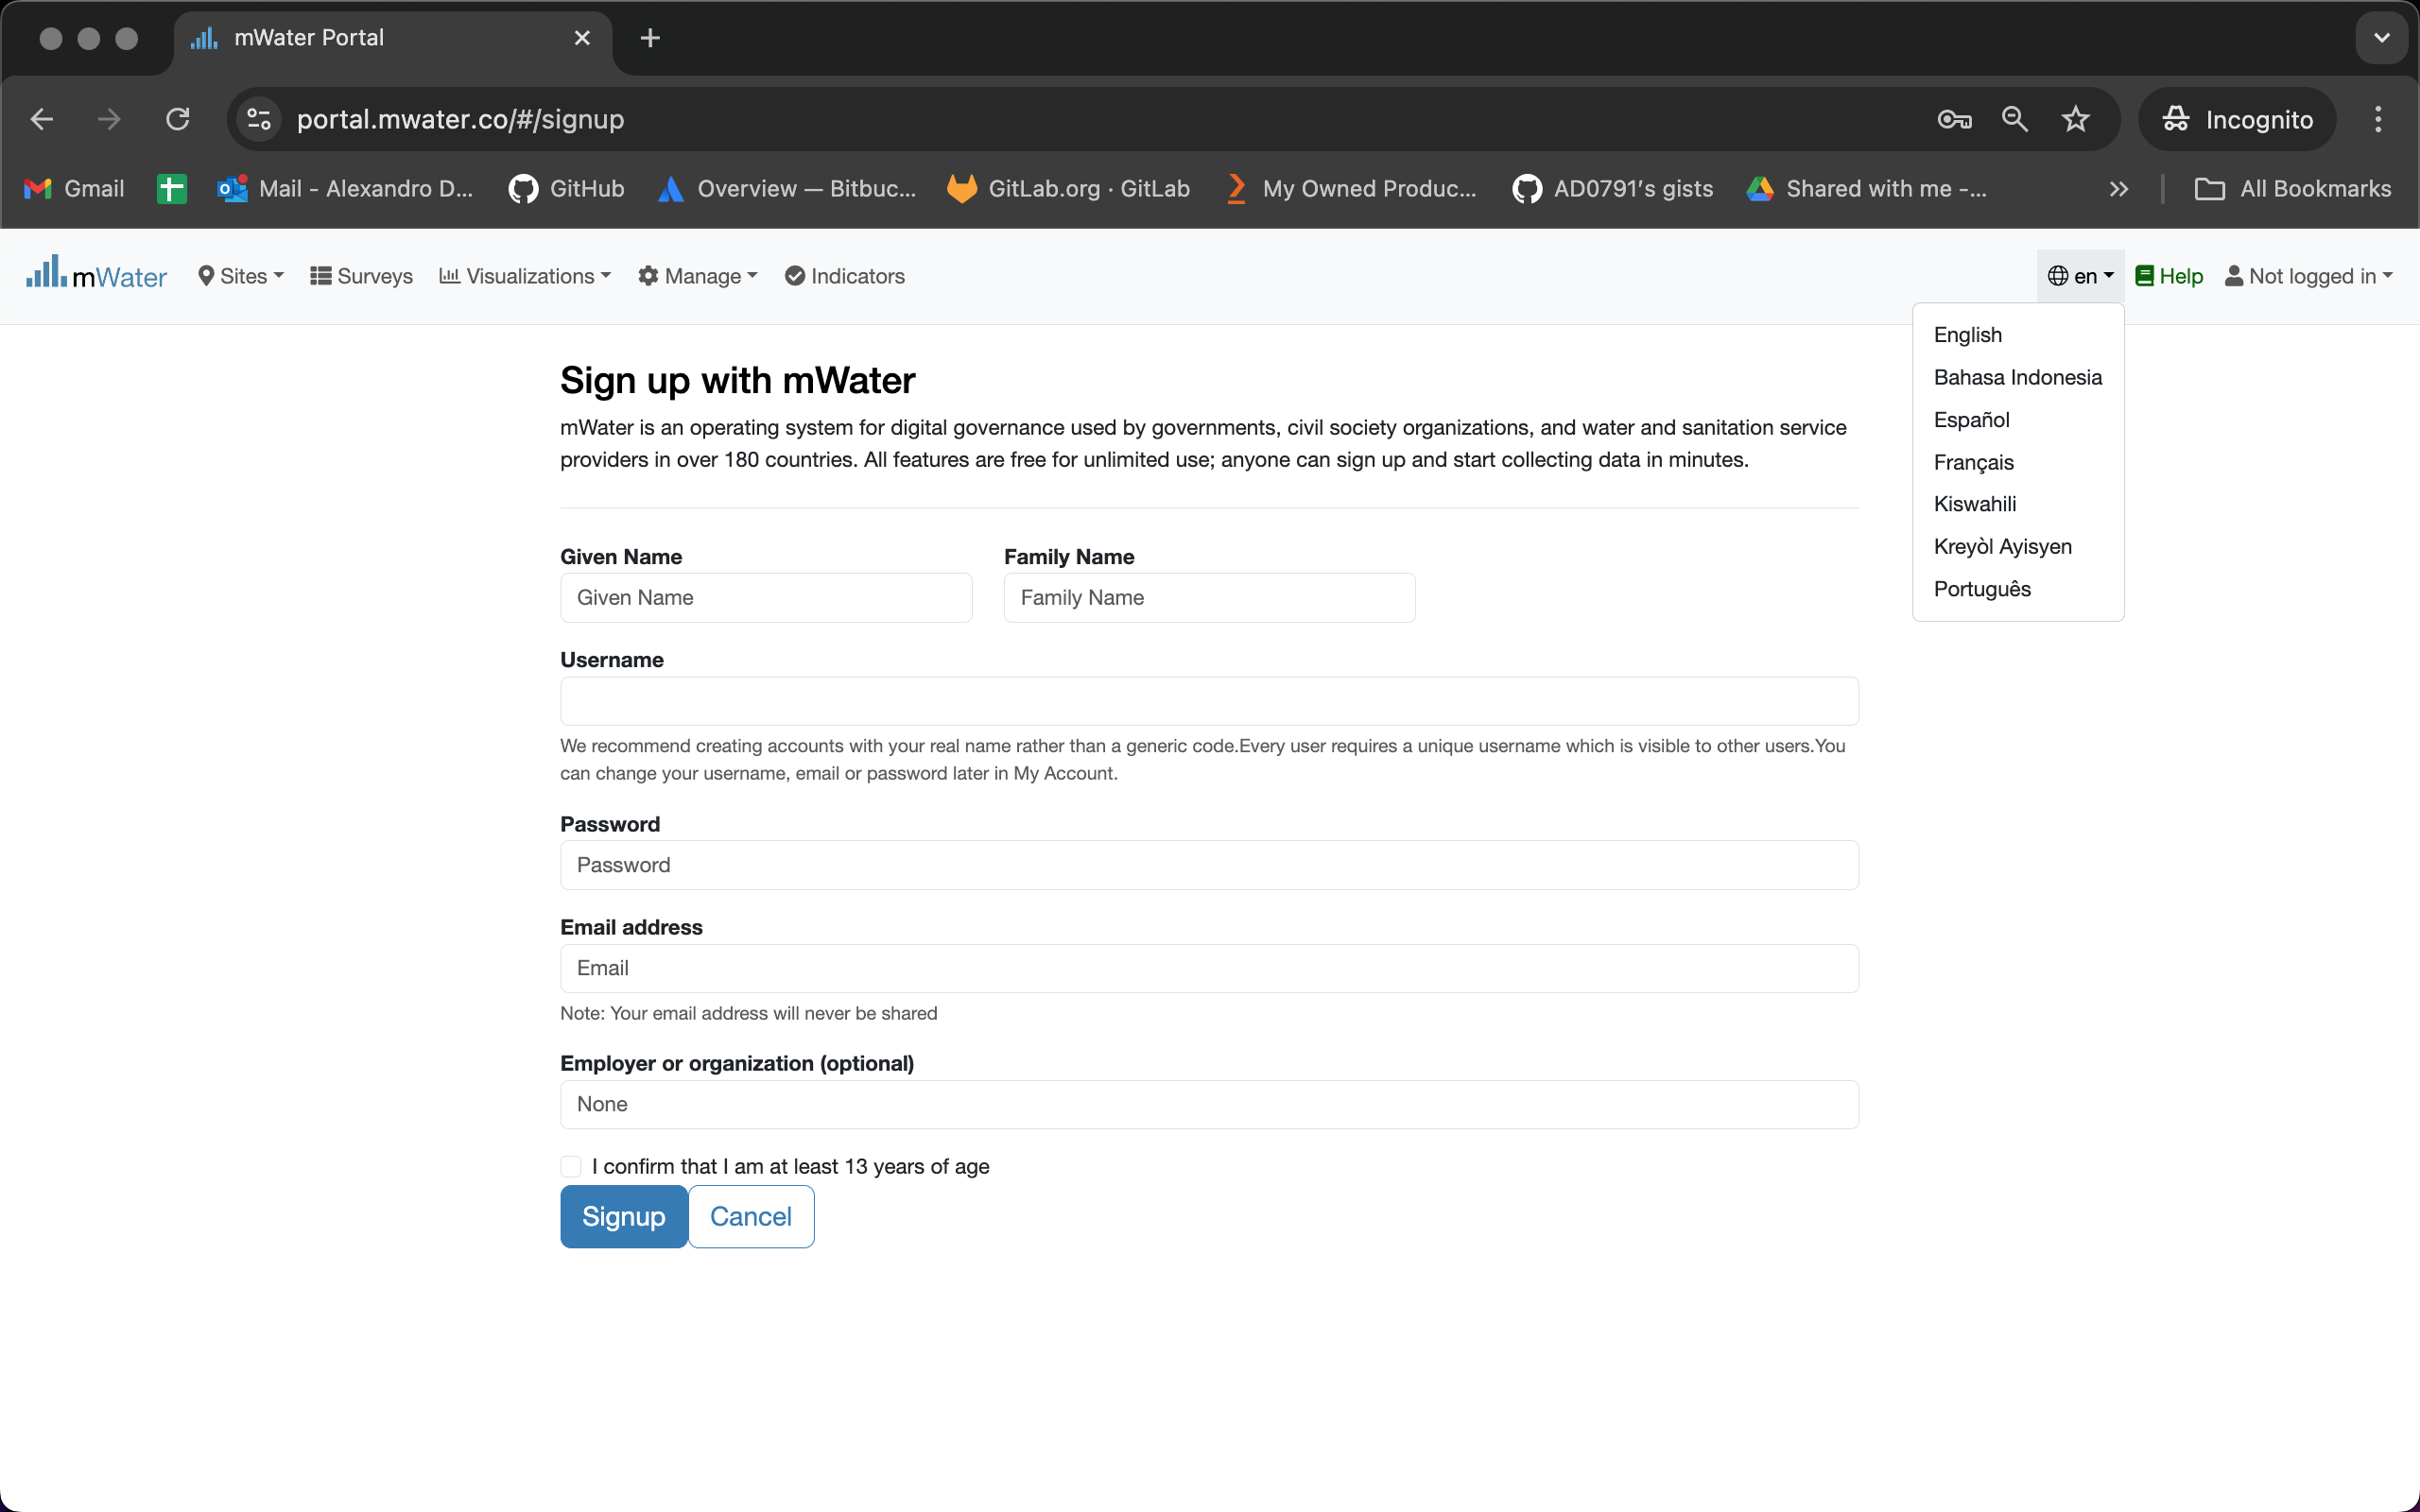 mWater Portal
portal.mwater.co/#/signup
Incognito
Gmail
Mail - Alexandro D...
GitHub
Overview — Bitbuc...
GitLab.org · GitLab
My Owned Produc...
AD0791's gists
Shared with me -...
All Bookmarks
mWater
Sites
Surveys
Visualizations
Manage
Indicators
en
Help
Not logged in
English
Bahasa Indonesia
Español
Français
Kiswahili
Kreyòl Ayisyen
Português
Sign up with mWater
mWater is an operating system for digital governance used by governments, civil society organizations, and water and sanitation service
providers in over 180 countries. All features are free for unlimited use; anyone can sign up and start collecting data in minutes.
Given Name
Family Name
Given Name
Family Name
Username
We recommend creating accounts with your real name rather than a generic code.Every user requires a unique username which is visible to other users.You
can change your username, email or password later in My Account.
Password
Password
Email address
Email
Note: Your email address will never be shared
Employer or organization (optional)
None
I confirm that I am at least 13 years of age
Signup
Cancel